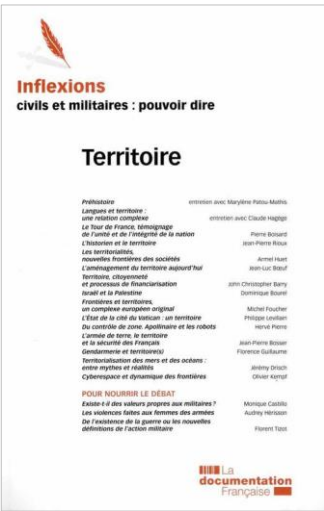 Inflexions
civils et militaires : pouvoir dire
Territoire
Préhistoire entretien avec Marylène Patou-Mathis
Langues et territoire :
une relation complexe entretien avec Claude Hagège
Le Tour de France, témoignage
de l'unité et de l'intégrité de la nation Pierre Boisard
L'historien et le territoire Jean-Pierre Rioux
Les territorialités,
nouvelles frontières des sociétés Armel Huet
L'aménagement du territoire aujourd'hui Jean-Luc Bœuf
Territoire, citoyenneté
et processus de financiarisation John Christopher Barry
Israël et la Palestine Dominique Bourel
Frontières et territoires,
un complexe européen original Michel Foucher
L'État de la cité du Vatican : un territoire Philippe Levillain
Du contrôle de zone. Apollinaire et les robots Hervé Pierre
L'armée de terre, le territoire
et la sécurité des Français Jean-Pierre Bosser
Gendarmerie et territoire(s) Florence Guillaume
Territorialisation des mers et des océans :
entre mythes et réalités Jérémy Drisch
Cyberespace et dynamique des frontières Olivier Kempf
POUR NOURRIR LE DÉBAT
Existe-t-il des valeurs propres aux militaires ? Monique Castillo
Les violences faites aux femmes des armées Audrey Hérisson
De l'existence de la guerre ou les nouvelles
définitions de l'action militaire Florent Tizot
La
documentation
Française